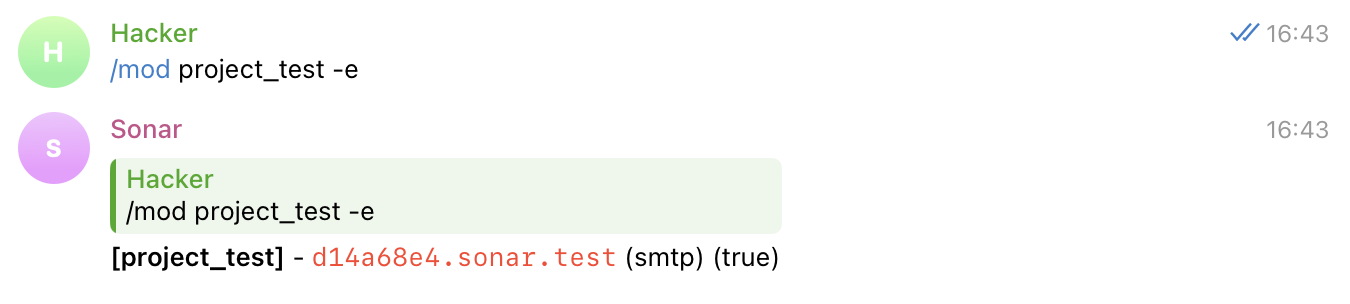 H
Hacker
16:43
/mod project_test -e
S
Sonar
16:43
Hacker
/mod project_test -e
[project_test] - d14a68e4.sonar.test (smtp) (true)